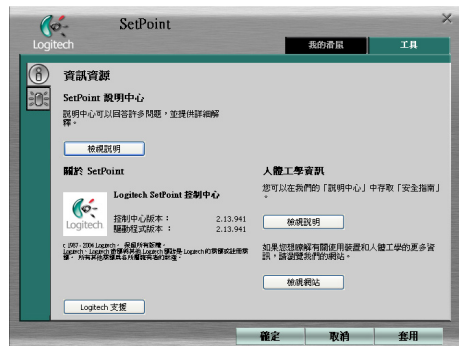 SetPoint
Logitech
我的滑鼠
工具
資訊資源
SetPoint 說明中心
說明中心可以回答許多問題，並提供詳細解
釋。
檢視說明
關於 SetPoint
Logitech SetPoint 控制中心
Logitech
控制中心版本： 2.13.941
驅動程式版本： 2.13.941
Logitech 支援
人體工學資訊
您可以在我們的「說明中心」中存取「安全指南」
。
檢視說明
如果您想瞭解有關使用裝置和人體工學的更多資
訊，請瀏覽我們的網站。
檢視網站
確定
取消
套用